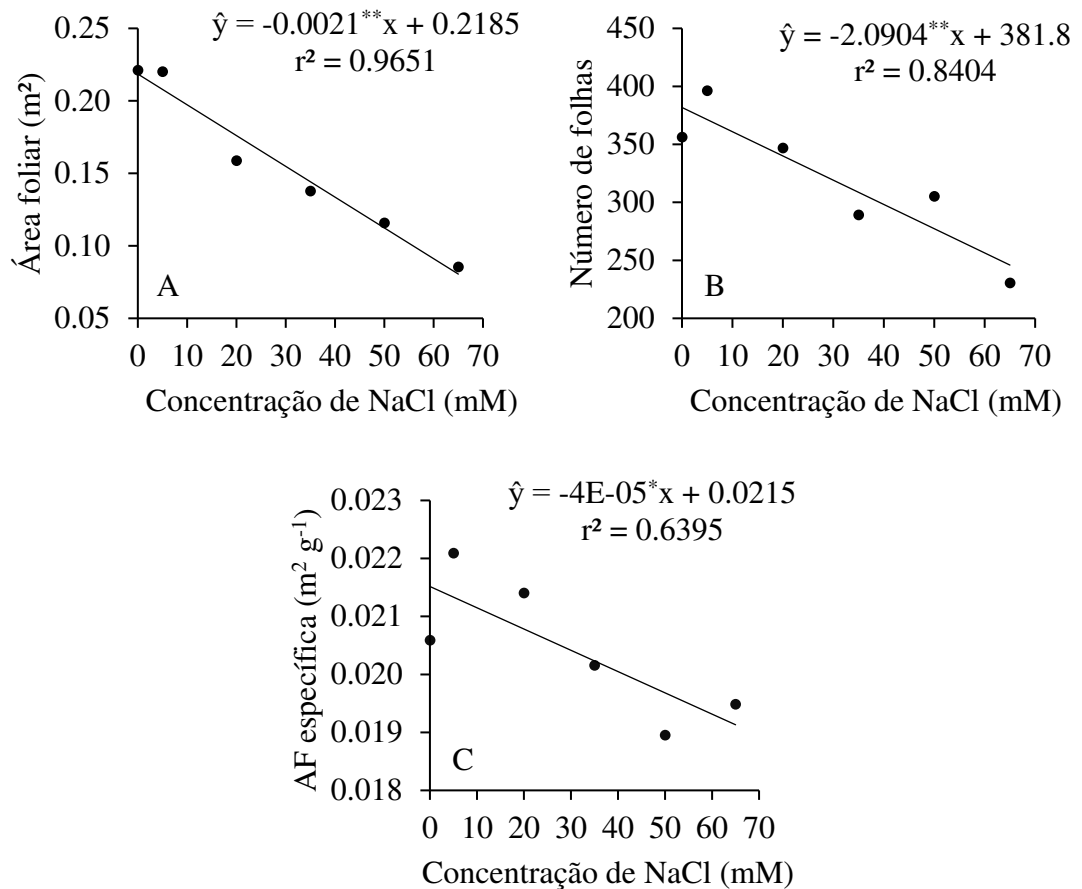 ŷ = -0.0021**x + 0.2185
r² = 0.9651
0.25
0.20
0.15
0.10
0.05
Área foliar (m²)
A
0 10 20 30 40 50 60 70
Concentração de NaCl (mM)
ŷ = -2.0904**x + 381.8
r² = 0.8404
450
400
350
300
250
200
Número de folhas
B
0 10 20 30 40 50 60 70
Concentração de NaCl (mM)
ŷ = -4E-05*x + 0.0215
r² = 0.6395
0.023
0.022
0.021
0.020
0.019
0.018
AF específica (m² g⁻¹)
C
0 10 20 30 40 50 60 70
Concentração de NaCl (mM)